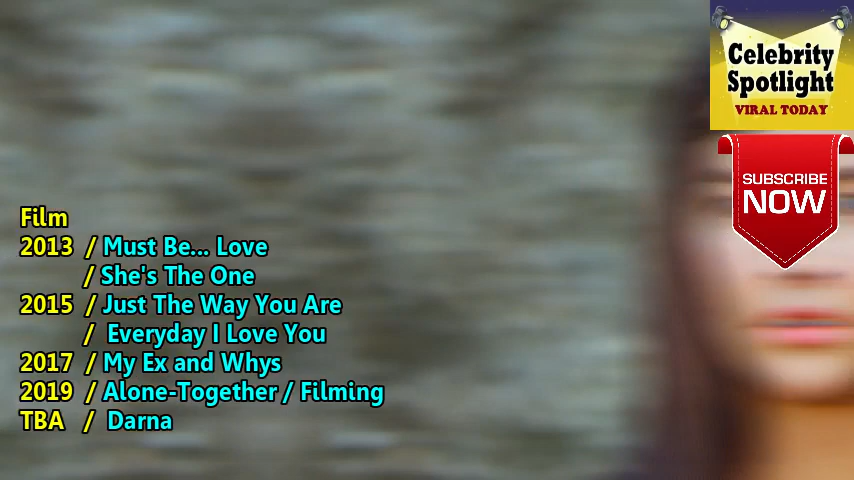 Celebrity
Spotlight
VIRAL TODAY
SUBSCRIBE
NOW
Film
2013 / Must Be... Love
/ She's The One
2015 / Just The Way You Are
/ Everyday I Love You
2017 / My Ex and Whys
2019 / Alone-Together / Filming
TBA / Darna